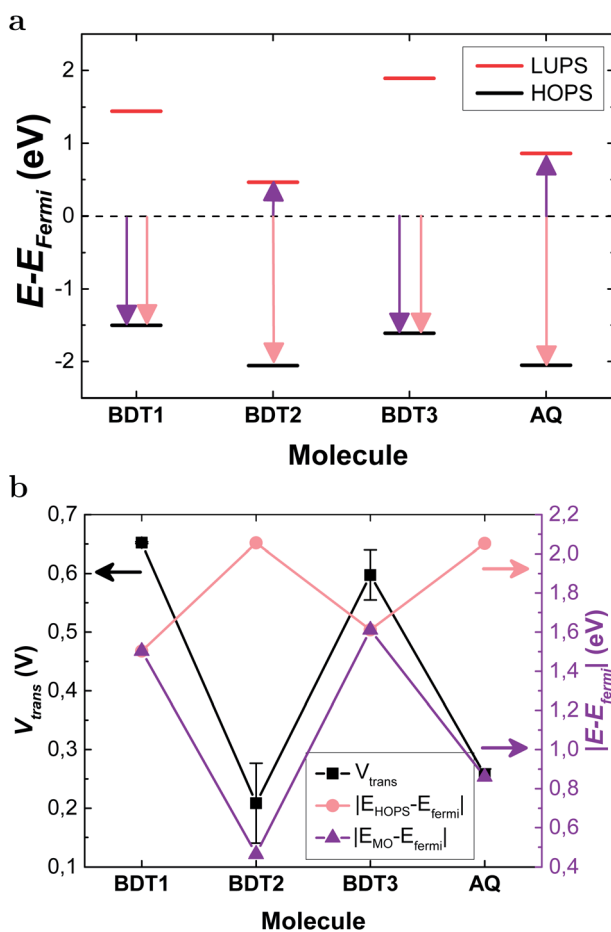 a
LUPS
HOPS
2
1
0
-1
-2
E-E_Fermi (eV)
BDT1 BDT2 BDT3 AQ
Molecule
b
0,7
0,6
0,5
0,4
0,3
0,2
0,1
V_trans (V)
2,2
2,0
1,8
1,6
1,4
1,2
1,0
0,8
0,6
0,4
|E-E_fermi| (eV)
V_trans
|E_HOPS-E_fermi|
|E_MO-E_fermi|
BDT1 BDT2 BDT3 AQ
Molecule